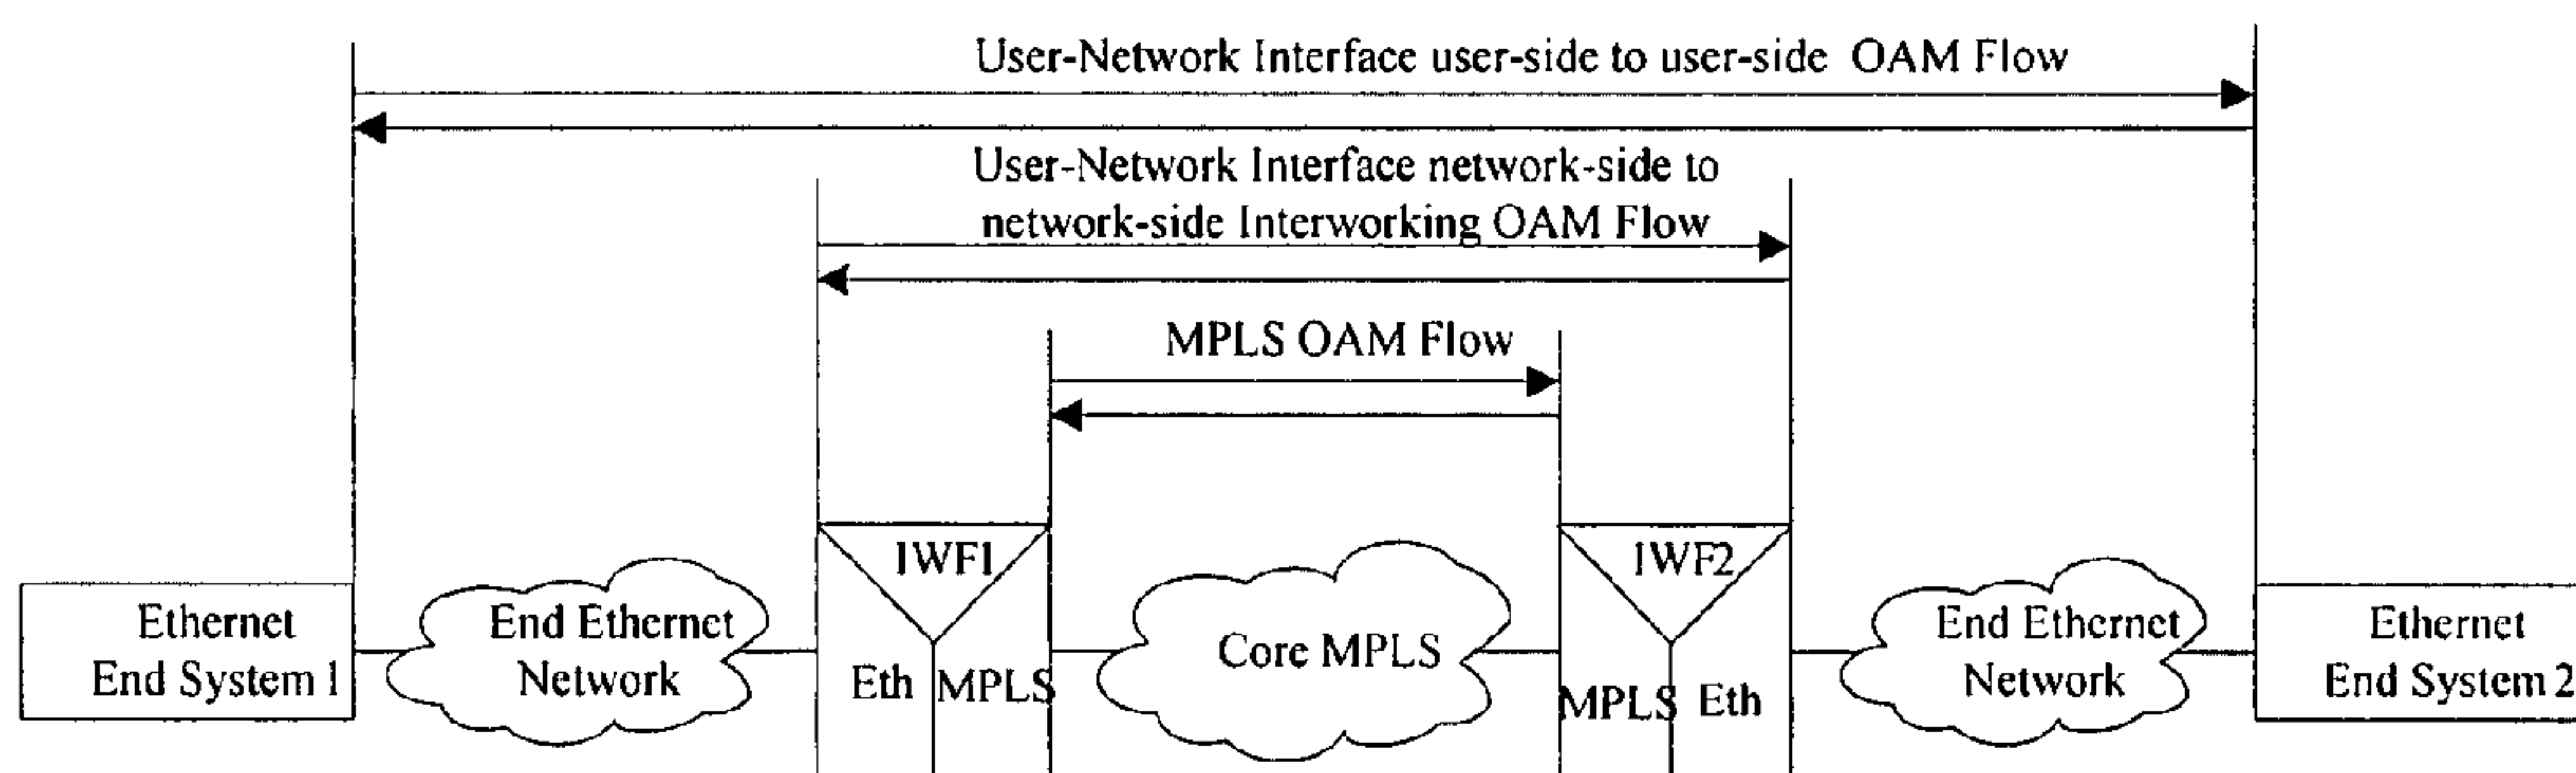 User-Network Interface user-side to user-side OAM Flow
User-Network Interface network-side to
network-side Interworking OAM Flow
MPLS OAM Flow
IWF1
IWF2
Ethernet
End System 1
End Ethernet
Network
Eth
MPLS
Core MPLS
MPLS
Eth
End Ethernet
Network
Ethernet
End System 2